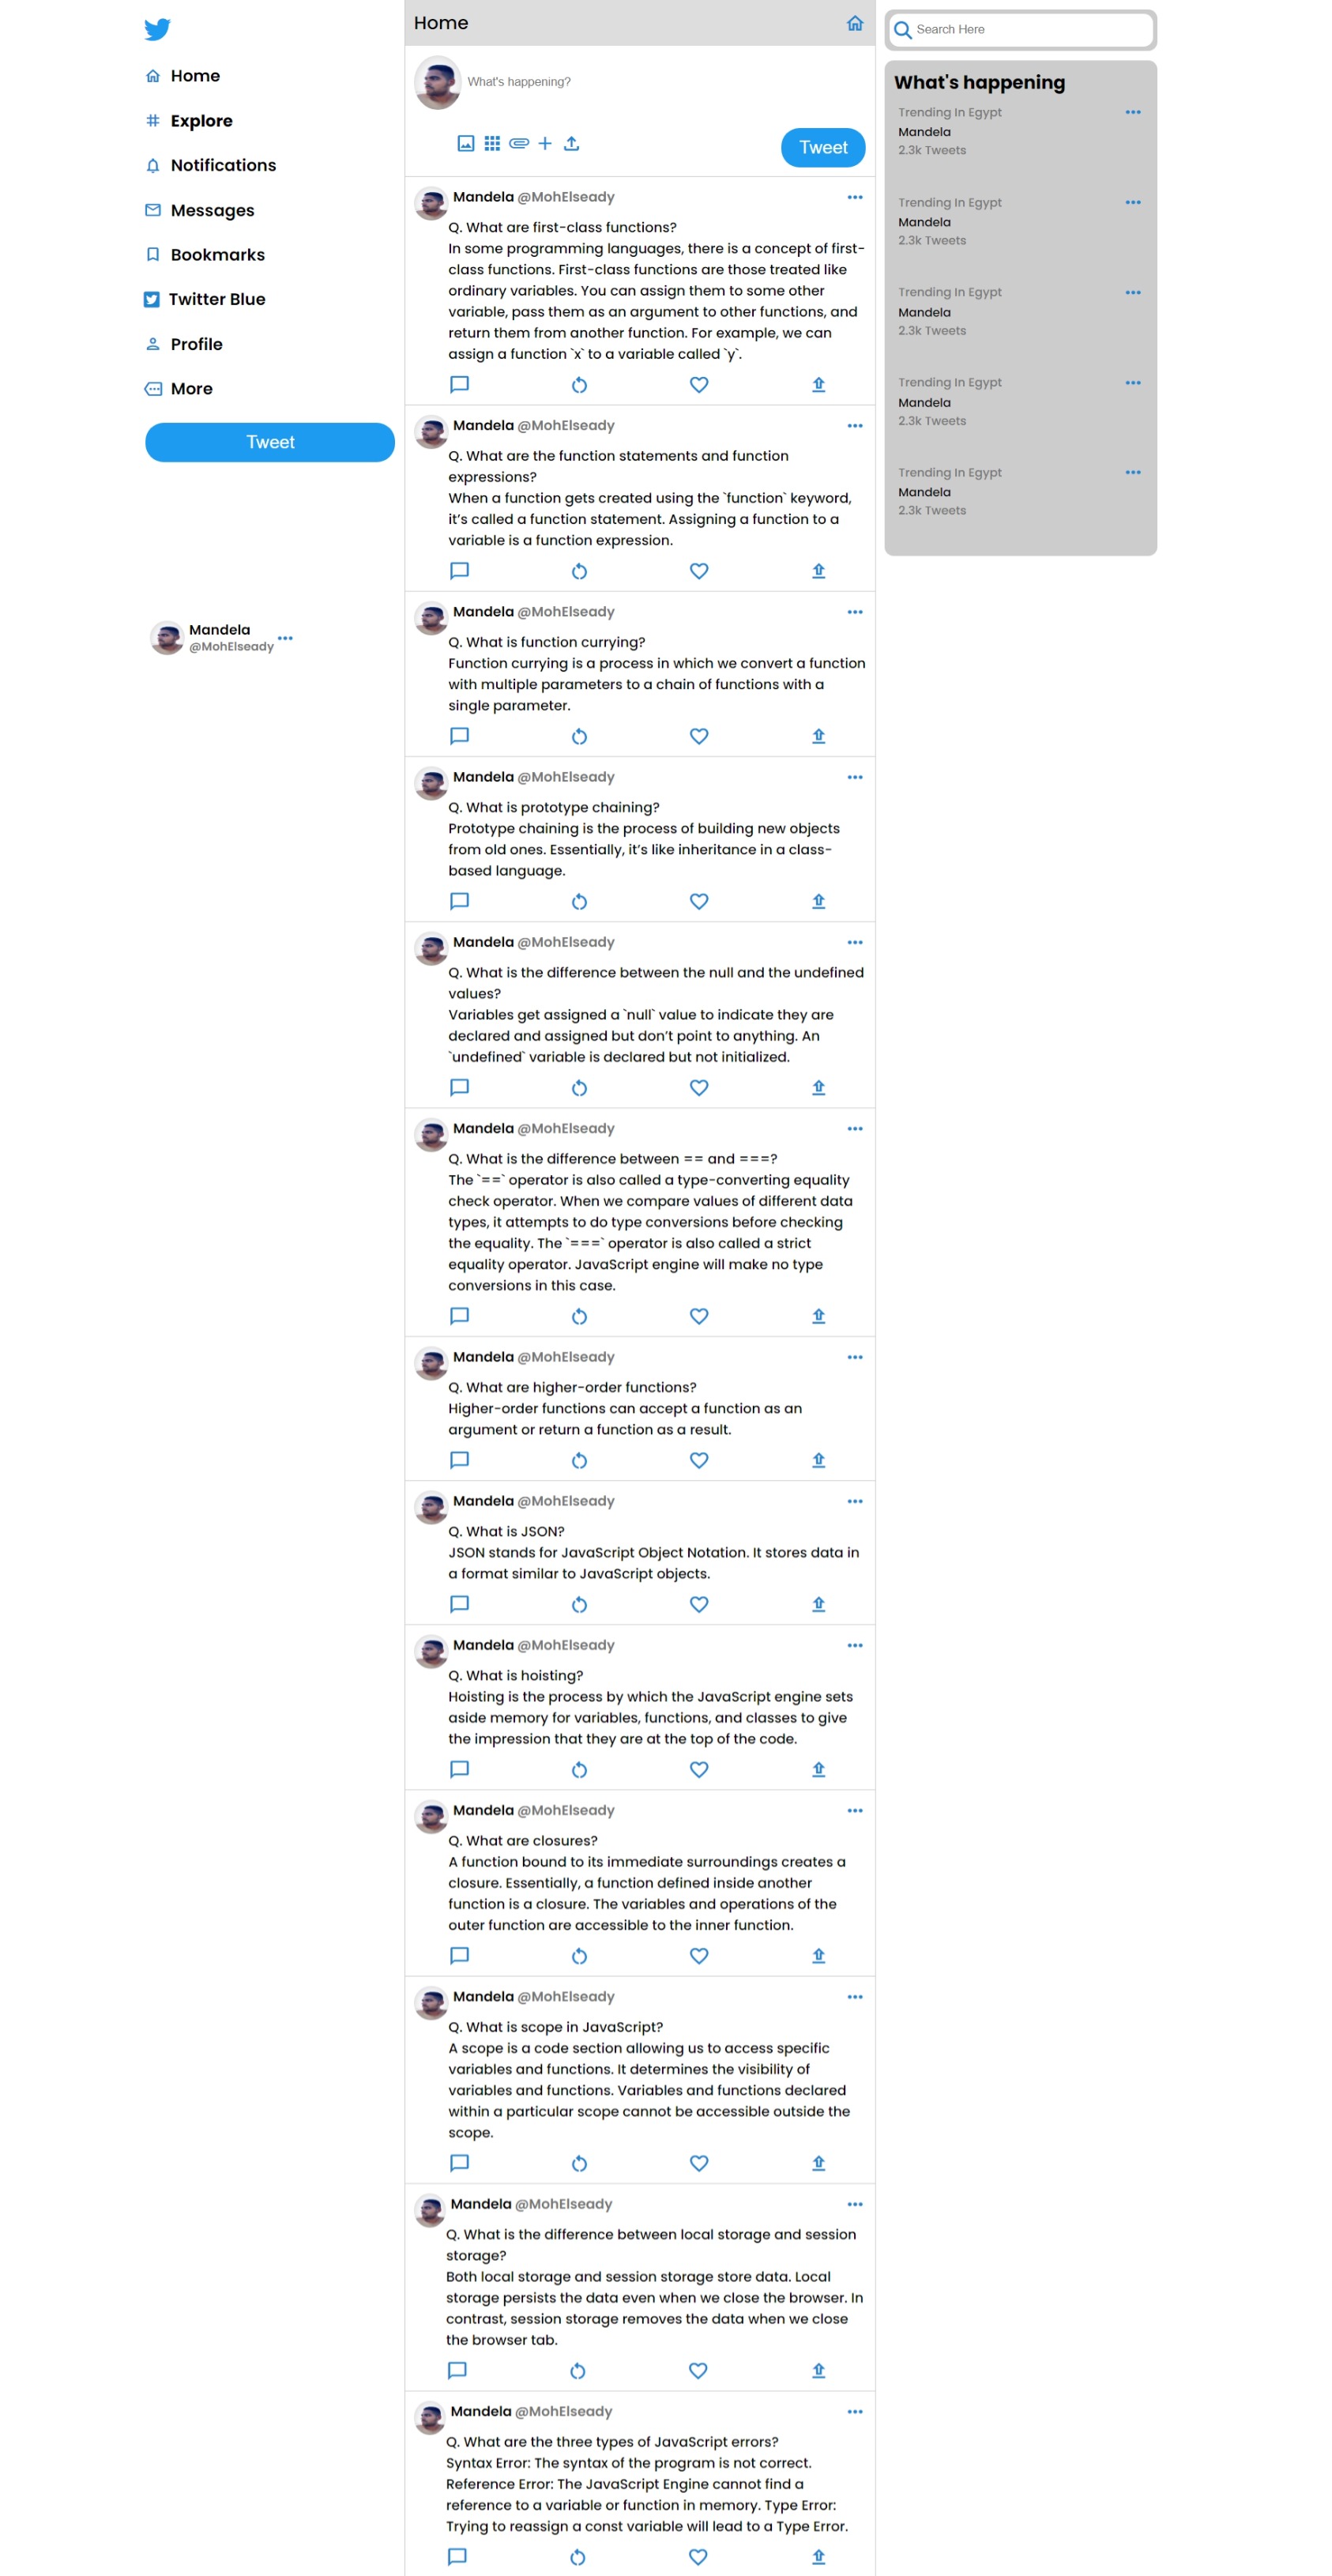 Home
Explore
Notifications
Messages
Bookmarks
Twitter Blue
Profile
More
Tweet
Mandela
@MohElseady
Home
What's happening?
Tweet
Mandela @MohElseady
Q. What are first-class functions?
In some programming languages, there is a concept of first-
class functions. First-class functions are those treated like
ordinary variables. You can assign them to some other
variable, pass them as an argument to other functions, and
return them from another function. For example, we can
assign a function `x` to a variable called `y`.
Mandela @MohElseady
Q. What are the function statements and function
expressions?
When a function gets created using the `function` keyword,
it’s called a function statement. Assigning a function to a
variable is a function expression.
Mandela @MohElseady
Q. What is function currying?
Function currying is a process in which we convert a function
with multiple parameters to a chain of functions with a
single parameter.
Mandela @MohElseady
Q. What is prototype chaining?
Prototype chaining is the process of building new objects
from old ones. Essentially, it’s like inheritance in a class-
based language.
Mandela @MohElseady
Q. What is the difference between the null and the undefined
values?
Variables get assigned a `null` value to indicate they are
declared and assigned but don’t point to anything. An
`undefined` variable is declared but not initialized.
Mandela @MohElseady
Q. What is the difference between == and ===?
The `==` operator is also called a type-converting equality
check operator. When we compare values of different data
types, it attempts to do type conversions before checking
the equality. The `===` operator is also called a strict
equality operator. JavaScript engine will make no type
conversions in this case.
Mandela @MohElseady
Q. What are higher-order functions?
Higher-order functions can accept a function as an
argument or return a function as a result.
Mandela @MohElseady
Q. What is JSON?
JSON stands for JavaScript Object Notation. It stores data in
a format similar to JavaScript objects.
Mandela @MohElseady
Q. What is hoisting?
Hoisting is the process by which the JavaScript engine sets
aside memory for variables, functions, and classes to give
the impression that they are at the top of the code.
Mandela @MohElseady
Q. What are closures?
A function bound to its immediate surroundings creates a
closure. Essentially, a function defined inside another
function is a closure. The variables and operations of the
outer function are accessible to the inner function.
Mandela @MohElseady
Q. What is scope in JavaScript?
A scope is a code section allowing us to access specific
variables and functions. It determines the visibility of
variables and functions. Variables and functions declared
within a particular scope cannot be accessible outside the
scope.
Mandela @MohElseady
Q. What is the difference between local storage and session
storage?
Both local storage and session storage store data. Local
storage persists the data even when we close the browser. In
contrast, session storage removes the data when we close
the browser tab.
Mandela @MohElseady
Q. What are the three types of JavaScript errors?
Syntax Error: The syntax of the program is not correct.
Reference Error: The JavaScript Engine cannot find a
reference to a variable or function in memory. Type Error:
Trying to reassign a const variable will lead to a Type Error.
Search Here
What's happening
Trending In Egypt
Mandela
2.3k Tweets
Trending In Egypt
Mandela
2.3k Tweets
Trending In Egypt
Mandela
2.3k Tweets
Trending In Egypt
Mandela
2.3k Tweets
Trending In Egypt
Mandela
2.3k Tweets